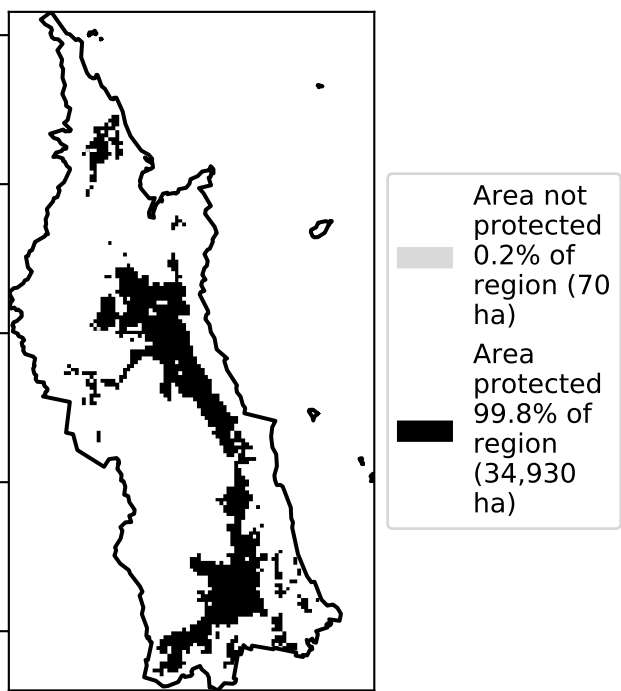 Area not
protected
0.2% of
region (70
ha)
Area
protected
99.8% of
region
(34,930
ha)